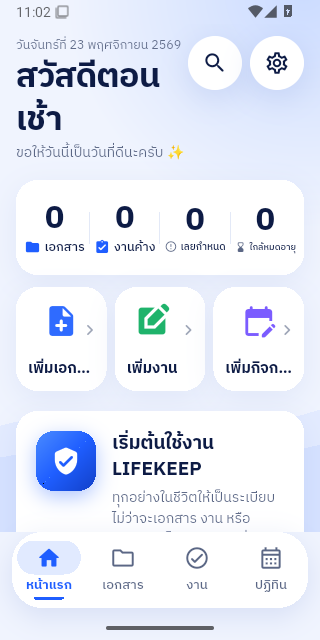 11:02
วันจันทร์ที่ 23 พฤศจิกายน 2569
สวัสดีตอน
เช้า
ขอให้วันนี้เป็นวันที่ดีนะครับ ✨
0 0 0 0
เอกสาร งานค้าง เลยกำหนด ใกล้หมดอายุ
เพิ่มเอก... เพิ่มงาน เพิ่มกิจก...
เริ่มต้นใช้งาน
LIFEKEEP
ทุกอย่างในชีวิตให้เป็นระเบียบ
ไม่ว่าจะเอกสาร งาน หรือ
หน้าแรก เอกสาร งาน ปฏิทิน